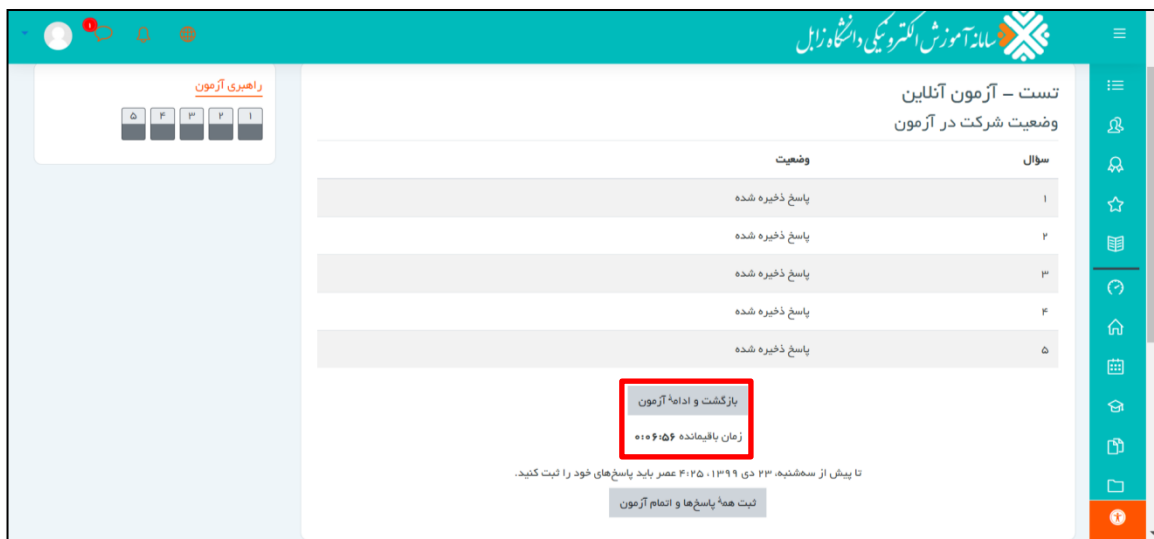 سامانه آموزش الکترونیکی دانشگاه زابل
۱
تست – آزمون آنلاین
وضعیت شرکت در آزمون
سؤال وضعیت
۱ پاسخ ذخیره شده
۲ پاسخ ذخیره شده
۳ پاسخ ذخیره شده
۴ پاسخ ذخیره شده
۵ پاسخ ذخیره شده
بازگشت و ادامهٔ آزمون
زمان باقیمانده ۰:۰۶:۵۶
تا پیش از سه‌شنبه، ۲۳ دی ۱۳۹۹، ۴:۲۵ عصر باید پاسخ‌های خود را ثبت کنید.
ثبت همهٔ پاسخ‌ها و اتمام آزمون
راهبری آزمون
۱ ۲ ۳ ۴ ۵